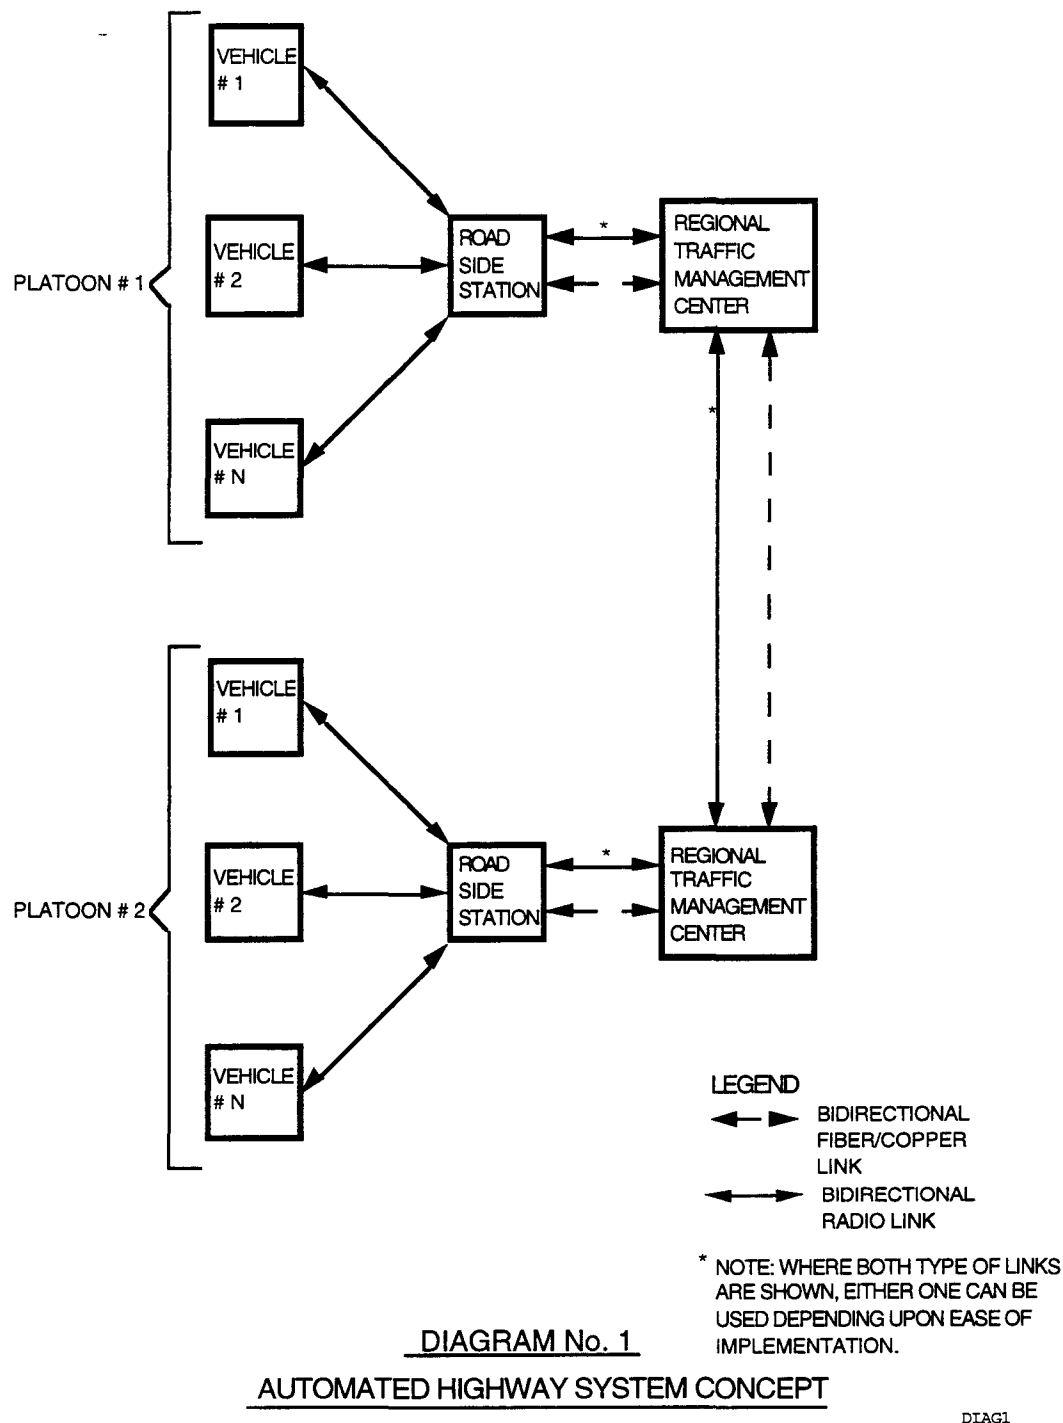 VEHICLE
# 1
VEHICLE
# 2
PLATOON # 1
VEHICLE
# N
ROAD
SIDE
STATION
*
REGIONAL
TRAFFIC
MANAGEMENT
CENTER
*
VEHICLE
# 1
VEHICLE
# 2
PLATOON # 2
VEHICLE
# N
ROAD
SIDE
STATION
*
REGIONAL
TRAFFIC
MANAGEMENT
CENTER
LEGEND
BIDIRECTIONAL
FIBER/COPPER
LINK
BIDIRECTIONAL
RADIO LINK
* NOTE: WHERE BOTH TYPE OF LINKS
ARE SHOWN, EITHER ONE CAN BE
USED DEPENDING UPON EASE OF
IMPLEMENTATION.
DIAGRAM No. 1
AUTOMATED HIGHWAY SYSTEM CONCEPT
DIAG1